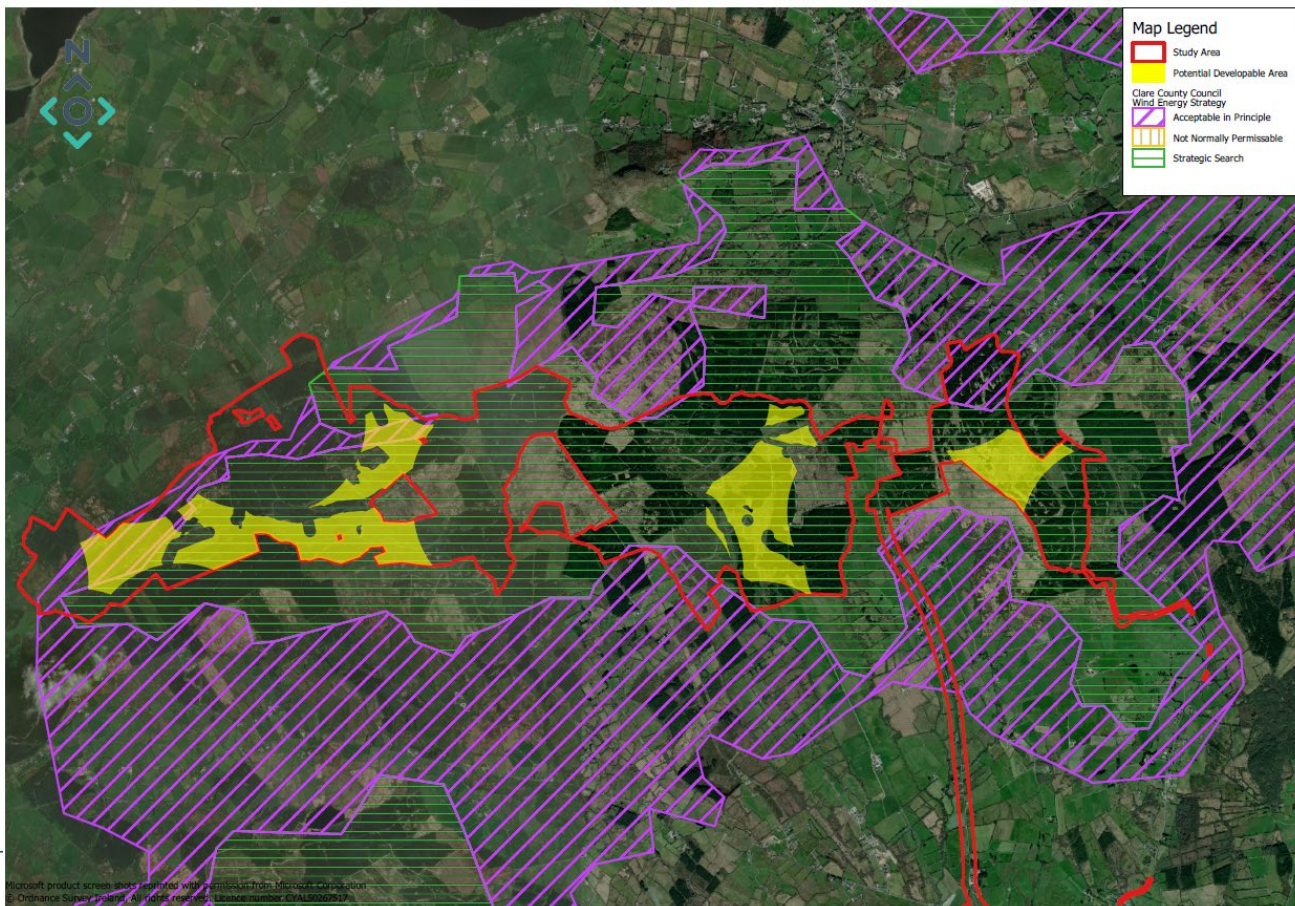 N
Map Legend
Study Area
Potential Developable Area
Clare County Council
Wind Energy Strategy
Acceptable in Principle
Not Normally Permissable
Strategic Search
Microsoft product screen shots reprinted with permission from Microsoft Corporation
© Ordnance Survey Ireland. All rights reserved. Licence number CYAL50267517